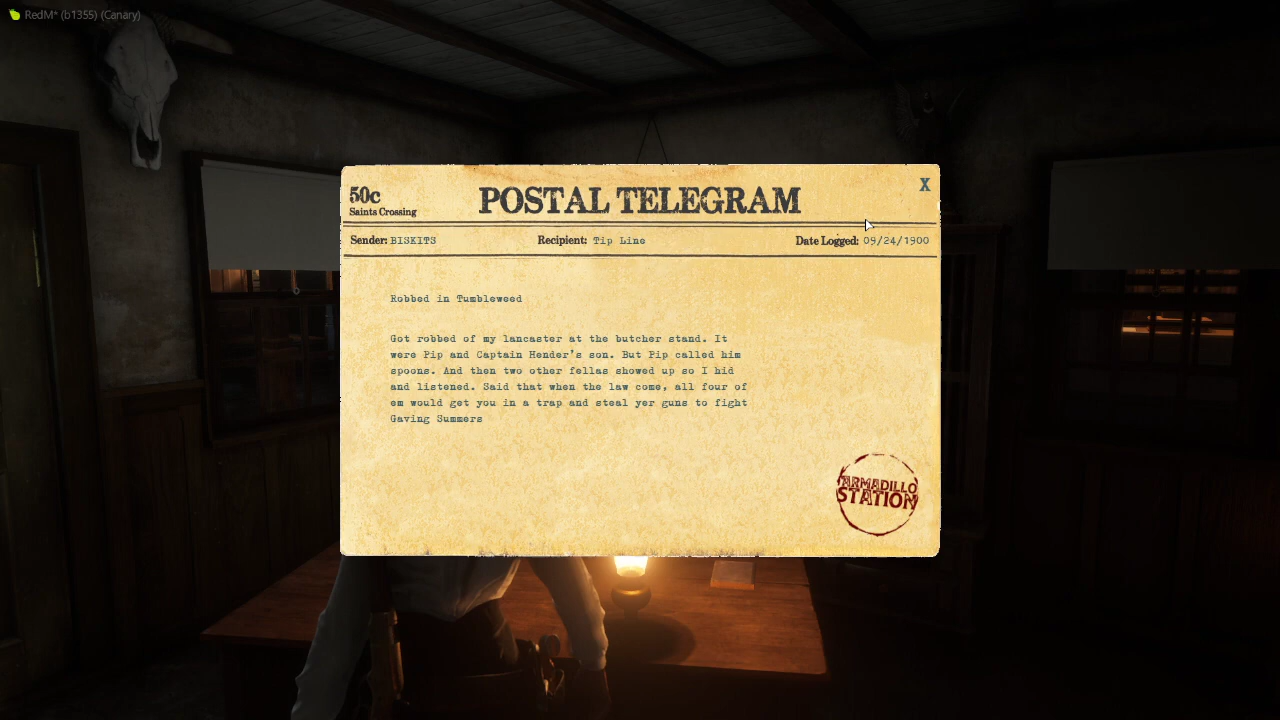 RedM* (b1355) (Canary)
50c
Saints Crossing
POSTAL TELEGRAM
X
Sender: BISKITS
Recipient: Tip Line
Date Logged: 09/24/1900
Robbed in Tumbleweed
Got robbed of my lancaster at the butcher stand. It
were Pip and Captain Hender's son. But Pip called him
spoons. And then two other fellas showed up so I hid
and listened. Said that when the law come, all four of
em would get you in a trap and steal yer guns to fight
Gaving Summers
ARMADILLO
STATION